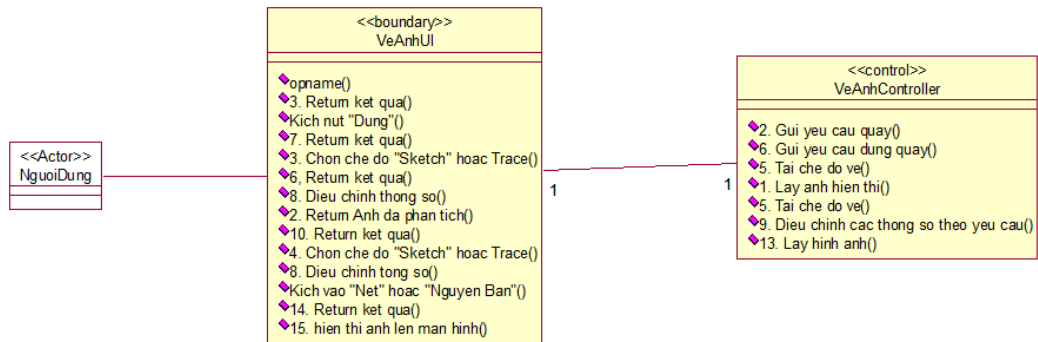 <<Actor>>
NguoiDung
<<boundary>>
VeAnhUI
opname()
3. Return ket qua()
Kich nut "Dung"()
7. Return ket qua()
3. Chon che do "Sketch" hoac Trace()
6, Return ket qua()
8. Dieu chinh thong so()
2. Return Anh da phan tich()
10. Return ket qua()
4. Chon che do "Sketch" hoac Trace()
8. Dieu chinh tong so()
Kich vao "Net" hoac "Nguyen Ban"()
14. Return ket qua()
15. hien thi anh len man hinh()
1
1
<<control>>
VeAnhController
2. Gui yeu cau quay()
6. Gui yeu cau dung quay()
5. Tai che do ve()
1. Lay anh hien thi()
5. Tai che do ve()
9. Dieu chinh cac thong so theo yeu cau()
13. Lay hinh anh()